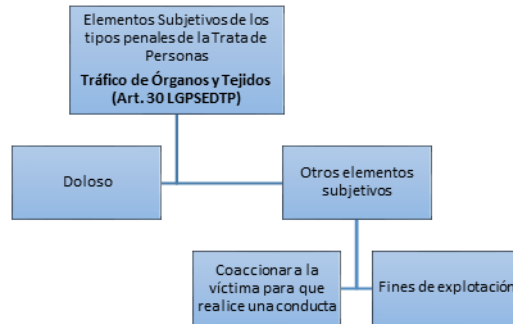 Elementos Subjetivos de los
tipos penales de la Trata de
Personas
Tráfico de Órganos y Tejidos
(Art. 30 LGPSEDTP)
Doloso
Otros elementos
subjetivos
Coaccionar a la
víctima para que
realice una conducta
Fines de explotación